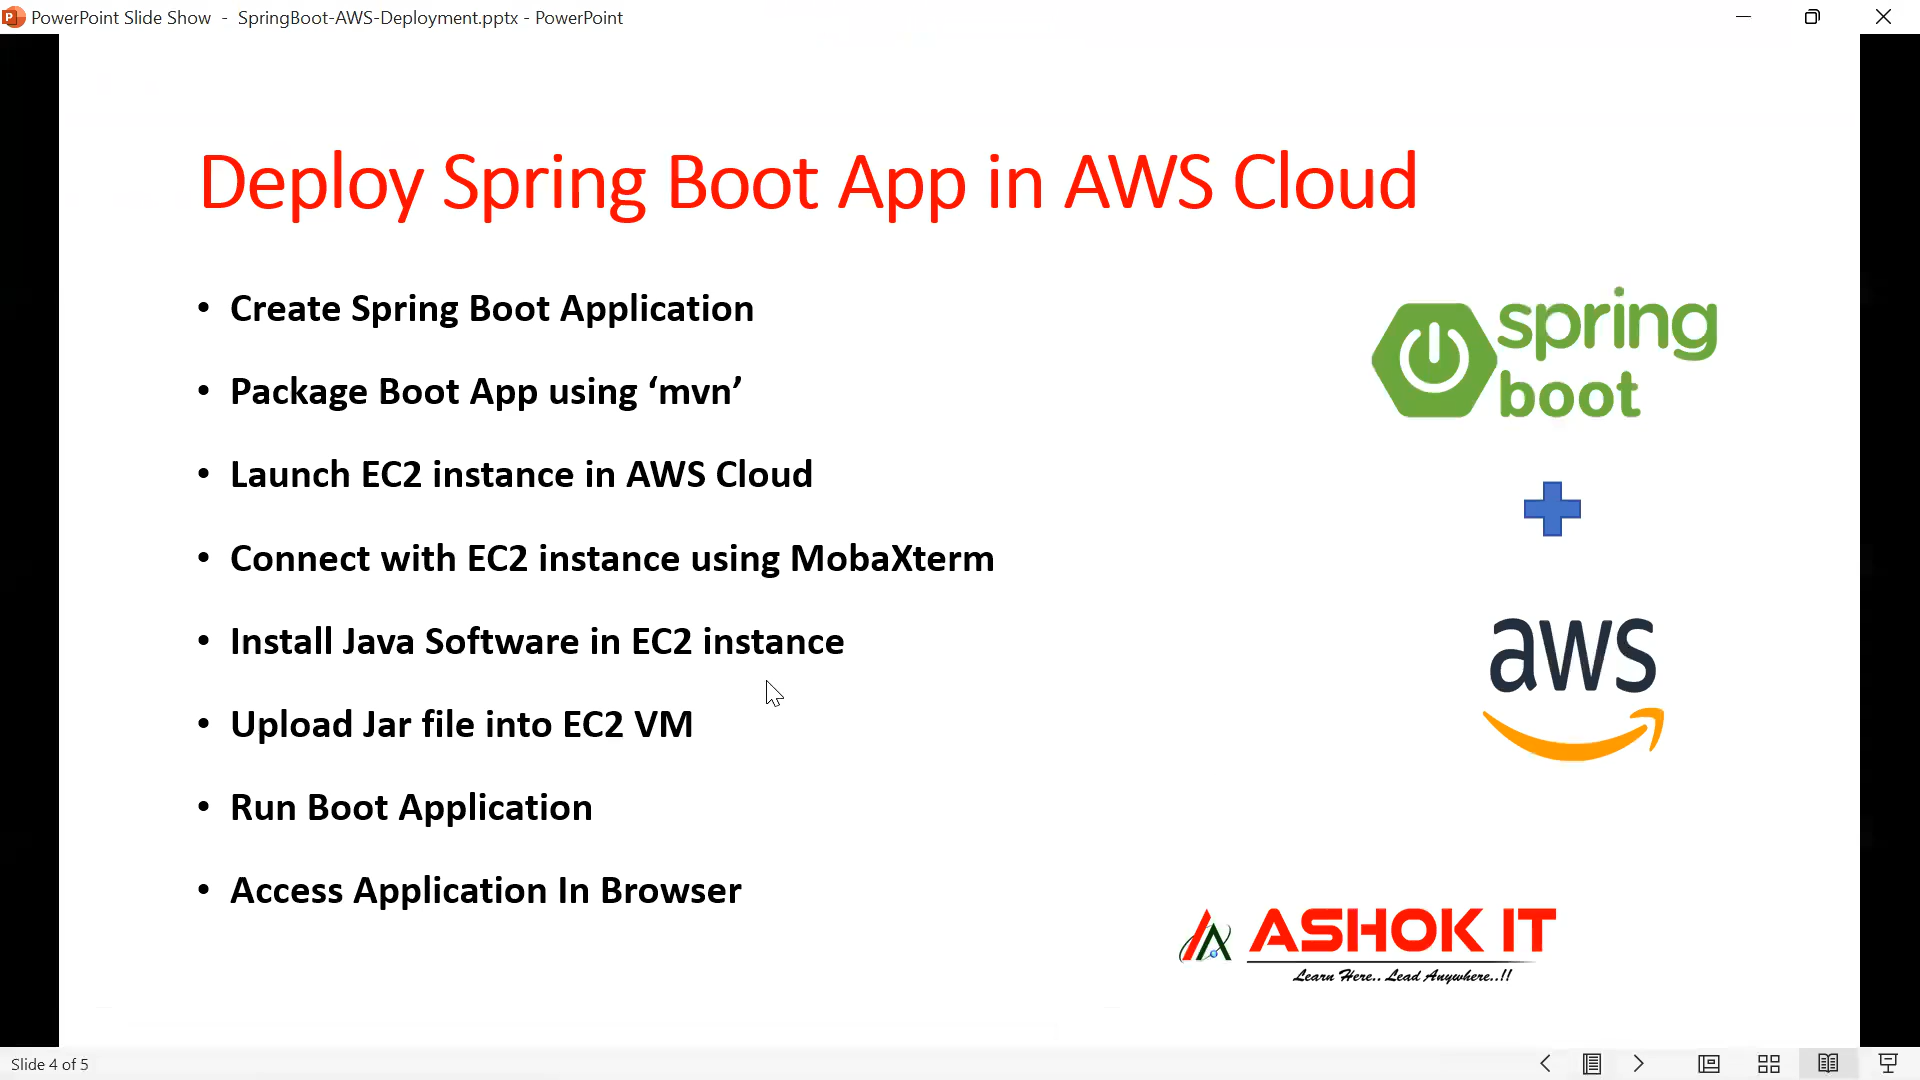 PowerPoint Slide Show - SpringBoot-AWS-Deployment.pptx - PowerPoint
Deploy Spring Boot App in AWS Cloud
• Create Spring Boot Application
• Package Boot App using ‘mvn’
• Launch EC2 instance in AWS Cloud
• Connect with EC2 instance using MobaXterm
• Install Java Software in EC2 instance
• Upload Jar file into EC2 VM
• Run Boot Application
• Access Application In Browser
spring
boot
aws
ASHOK IT
Learn Here.. Lead Anywhere..!!
Slide 4 of 5